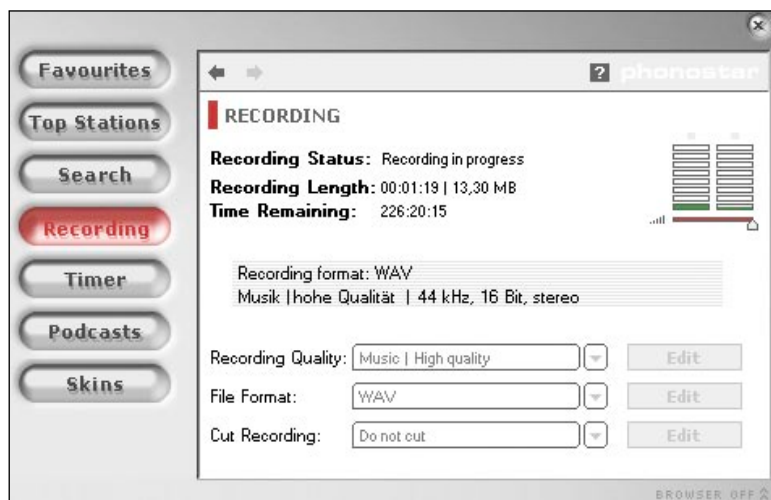 Favourites
Top Stations
Search
Recording
Timer
Podcasts
Skins
? phonostar
RECORDING
Recording Status: Recording in progress
Recording Length: 00:01:19 | 13,30 MB
Time Remaining: 226:20:15
Recording format: WAV
Musik | hohe Qualität | 44 kHz, 16 Bit, stereo
Recording Quality: Music | High quality Edit
File Format: WAV Edit
Cut Recording: Do not cut Edit
BROWSER OFF